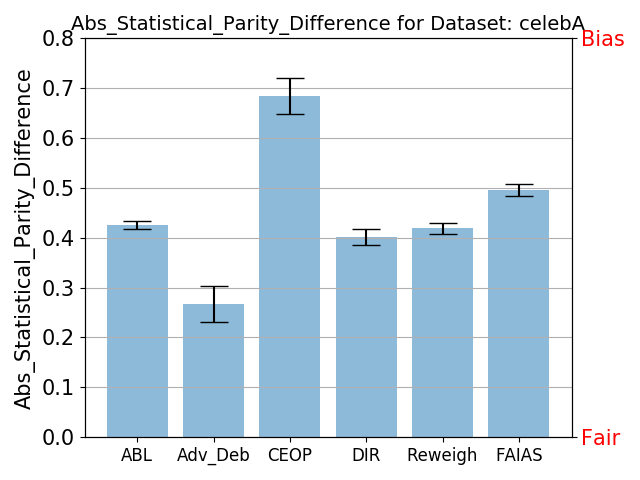 Abs_Statistical_Parity_Difference for Dataset: celebA
Bias
0.8
0.7
0.6
0.5
0.4
0.3
0.2
0.1
0.0
Abs_Statistical_Parity_Difference
Fair
ABL Adv_Deb CEOP DIR Reweigh FAIAS